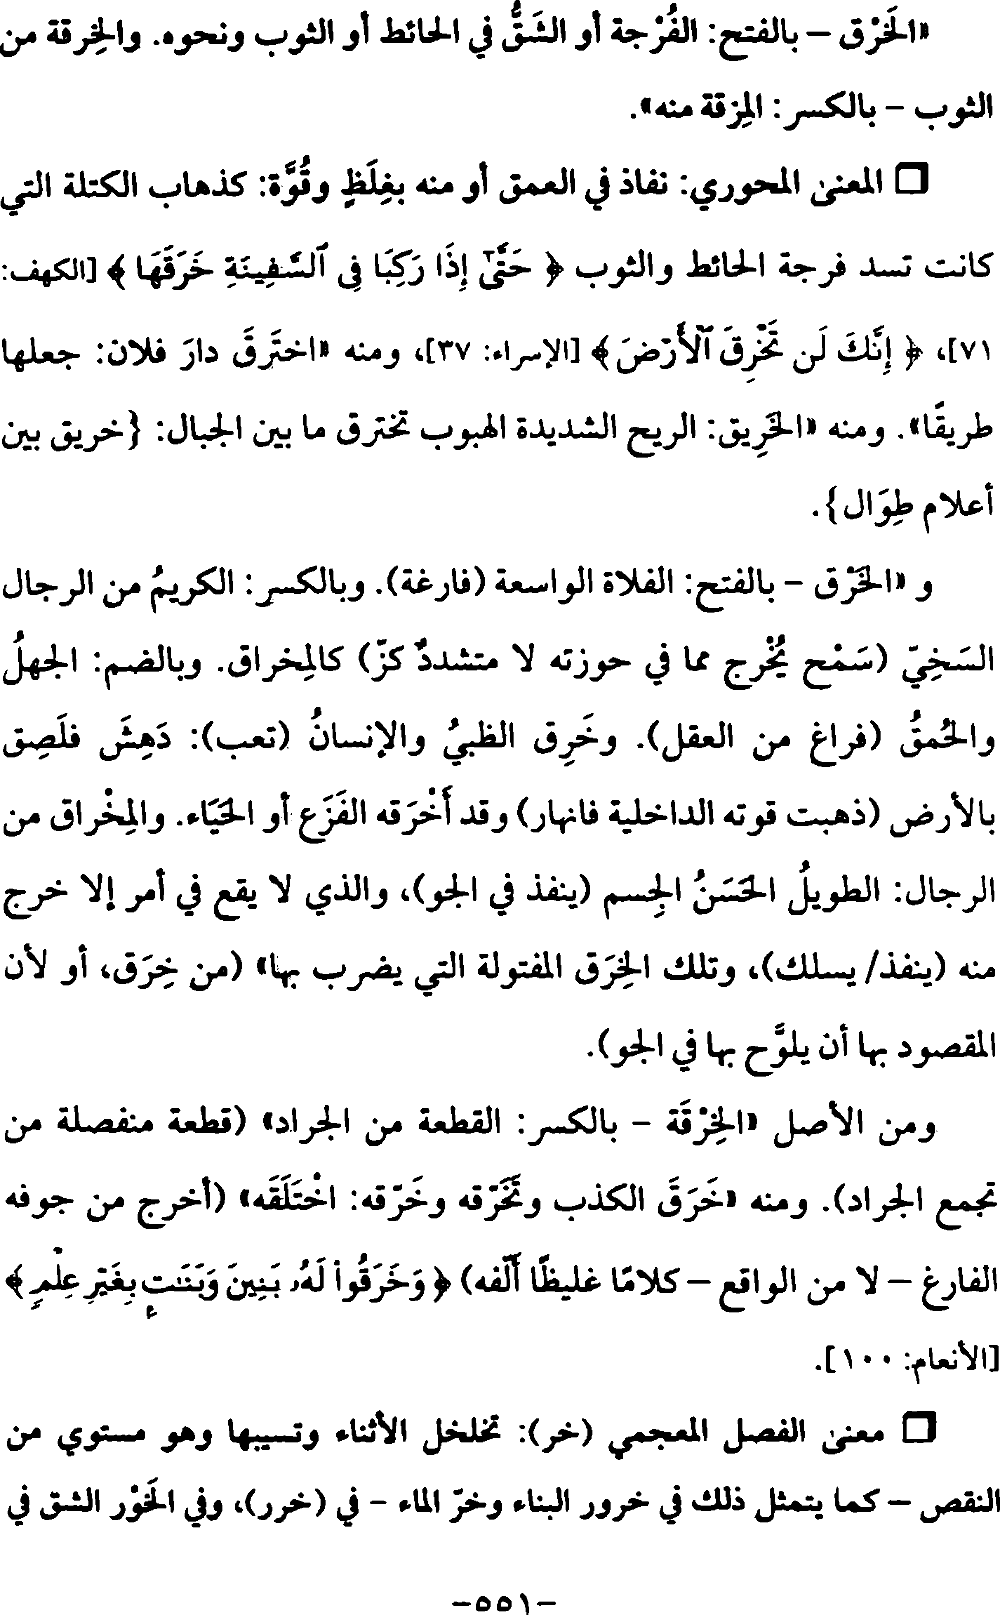 «الخَرْق – بالفتح: الفُرْجة أو الشَقُّ في الحائط أو الثوب ونحوه. والخِرقة من
الثوب – بالكسر: المِزقة منه».
□ المعنى المحوري: نفاذ في العمق أو منه بغِلَظٍ وقُوَّة: كذهاب الكتلة التي
كانت تسد فرجة الحائط والثوب ﴿ حَتَّىٰٓ إِذَا رَكِبَا فِى ٱلسَّفِينَةِ خَرَقَهَا ﴾ [الكهف:
٧١]، ﴿ إِنَّكَ لَن تَخْرِقَ ٱلْأَرْضَ ﴾ [الإسراء: ٣٧]، ومنه «اختَرقَ دارَ فلان: جعلها
طريقًا». ومنه «الخَرِيق: الريح الشديدة الهبوب تخترق ما بين الجبال: {خريق بين
أعلام طِوَال}.
و «الخَرْق – بالفتح: الفلاة الواسعة (فارغة). وبالكسر: الكريمُ من الرجال
السَخِيّ (سَمْح يُخْرج مما في حوزته لا متشددٌ كزّ) كالمِخراق. وبالضم: الجهلُ
والحُمقُ (فراغ من العقل). وخَرِق الظبيُ والإنسانُ (تعب): دَهِشَ فلَصِق
بالأرض (ذهبت قوته الداخلية فانهار) وقد أَخْرَقه الفَزَع أو الحَيَاء. والمِخْراق من
الرجال: الطويلُ الحَسَنُ الجِسم (ينفذ في الجو)، والذي لا يقع في أمر إلا خرج
منه (ينفذ/ يسلك)، وتلك الخِرَق المفتولة التي يضرب بها» (من خِرَق، أو لأن
المقصود بها أن يلوَّح بها في الجو).
ومن الأصل «الخِرْقَة – بالكسر: القطعة من الجراد» (قطعة منفصلة من
تجمع الجراد). ومنه «خَرَقَ الكذب وتَخَرّقه وخَرّقه: اخْتَلَقَه» (أخرج من جوفه
الفارغ – لا من الواقع – كلامًا غليظًا ألّفه) ﴿ وَخَرَقُوا۟ لَهُۥ بَنِينَ وَبَنَـٰتٍۭ بِغَيْرِ عِلْمٍ ﴾
[الأنعام: ١٠٠].
□ معنى الفصل المعجمي (خر): تخلخل الأثناء وتسيبها وهو مستوي من
النقص – كما يتمثل ذلك في خرور البناء وخرّ الماء – في (خرر)، وفي الخَوْر الشق في
–٥٥١–